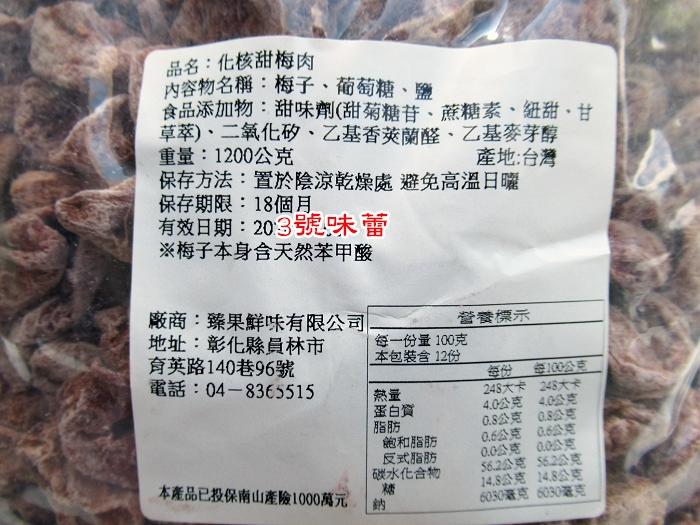 品名：化核甜梅肉
內容物名稱：梅子、葡萄糖、鹽
食品添加物：甜味劑(甜菊糖苷、蔗糖素、紐甜、甘
草萃)、二氧化矽、乙基香莢蘭醛、乙基麥芽醇
重量：1200公克 產地:台灣
保存方法：置於陰涼乾燥處 避免高溫日曬
保存期限：18個月
有效日期：20
3號味蕾
※梅子本身含天然苯甲酸
廠商：臻果鮮味有限公司
地址：彰化縣員林市
育英路140巷96號
電話：04－8365515
本產品已投保南山產險1000萬元
營養標示
每一份量 100克
本包裝含 12份
每份 每100公克
熱量 248大卡 248大卡
蛋白質 4.0公克 4.0公克
脂肪 0.8公克 0.8公克
飽和脂肪 0.6公克 0.6公克
反式脂肪 0.0公克 0.0公克
碳水化合物 56.2公克 56.2公克
糖 14.8公克 14.8公克
鈉 6030毫克 6030毫克